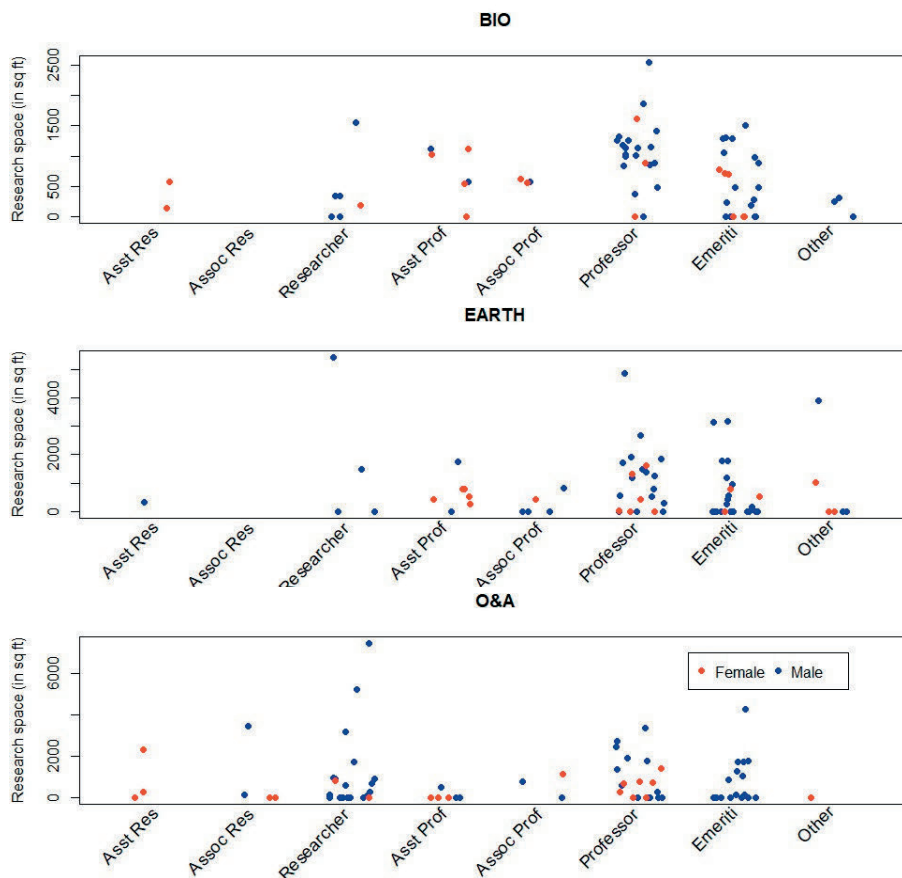 BIO
Research space (in sq ft)
2500
1500
500
0
Asst Res
Assoc Res
Researcher
Asst Prof
Assoc Prof
Professor
Emeriti
Other
EARTH
Research space (in sq ft)
4000
2000
0
Asst Res
Assoc Res
Researcher
Asst Prof
Assoc Prof
Professor
Emeriti
Other
O&A
Research space (in sq ft)
6000
2000
0
Female Male
Asst Res
Assoc Res
Researcher
Asst Prof
Assoc Prof
Professor
Emeriti
Other